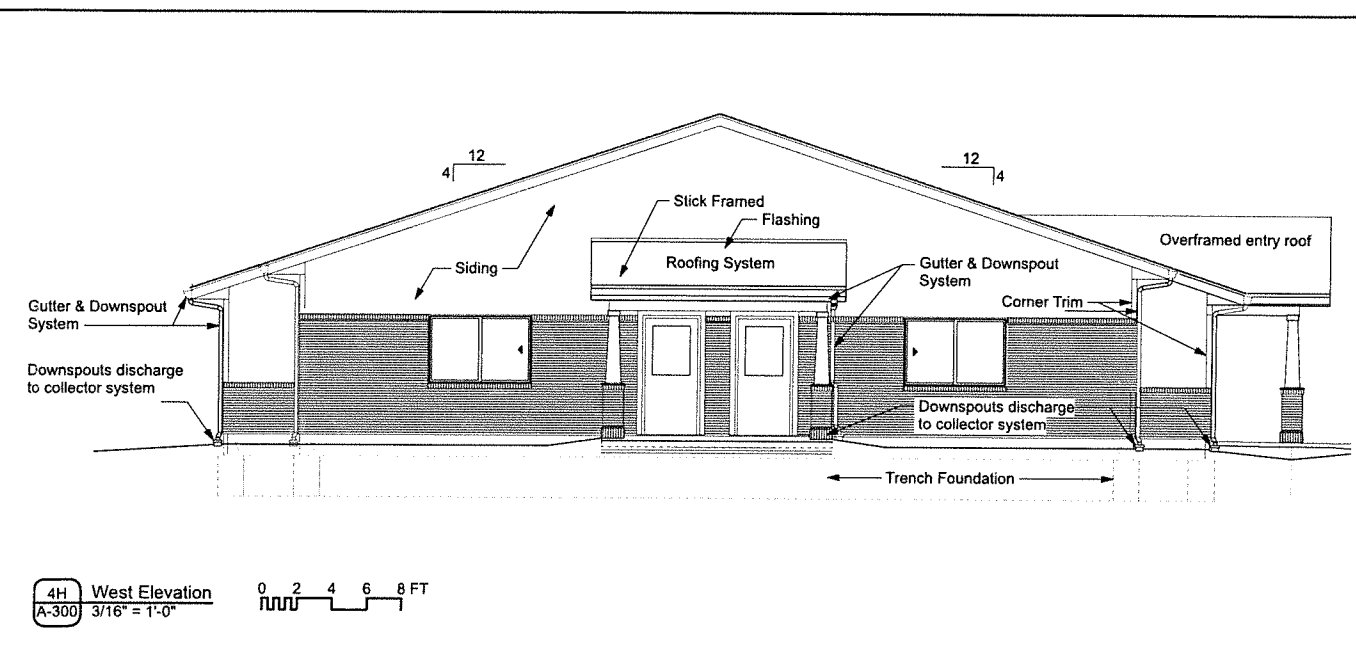 12
4
12
4
Stick Framed
Flashing
Overframed entry roof
Roofing System
Siding
Gutter & Downspout
System
Corner Trim
Gutter & Downspout
System
Downspouts discharge
to collector system
Downspouts discharge
to collector system
Trench Foundation
4H
A-300
West Elevation
3/16" = 1'-0"
0 2 4 6 8 FT